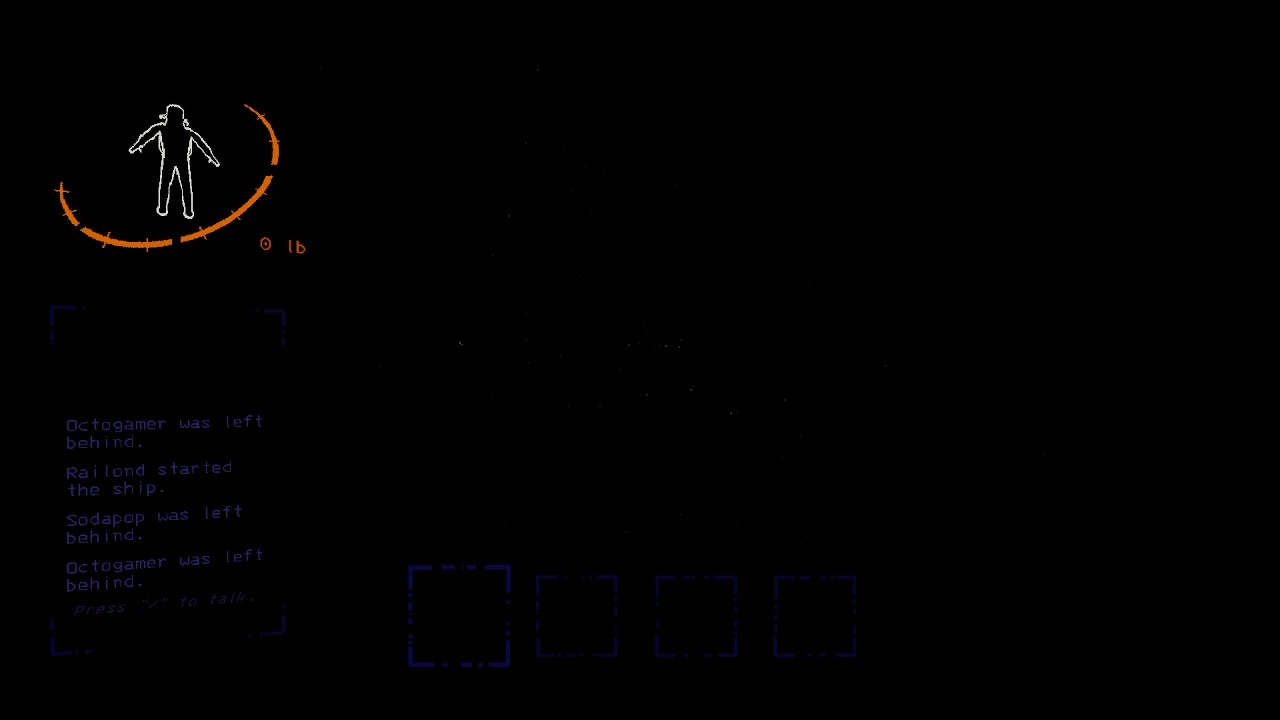 0 lb
Octogamer was left
behind.
Railond started
the ship.
Sodapop was left
behind.
Octogamer was left
behind.
Press "/" to talk.